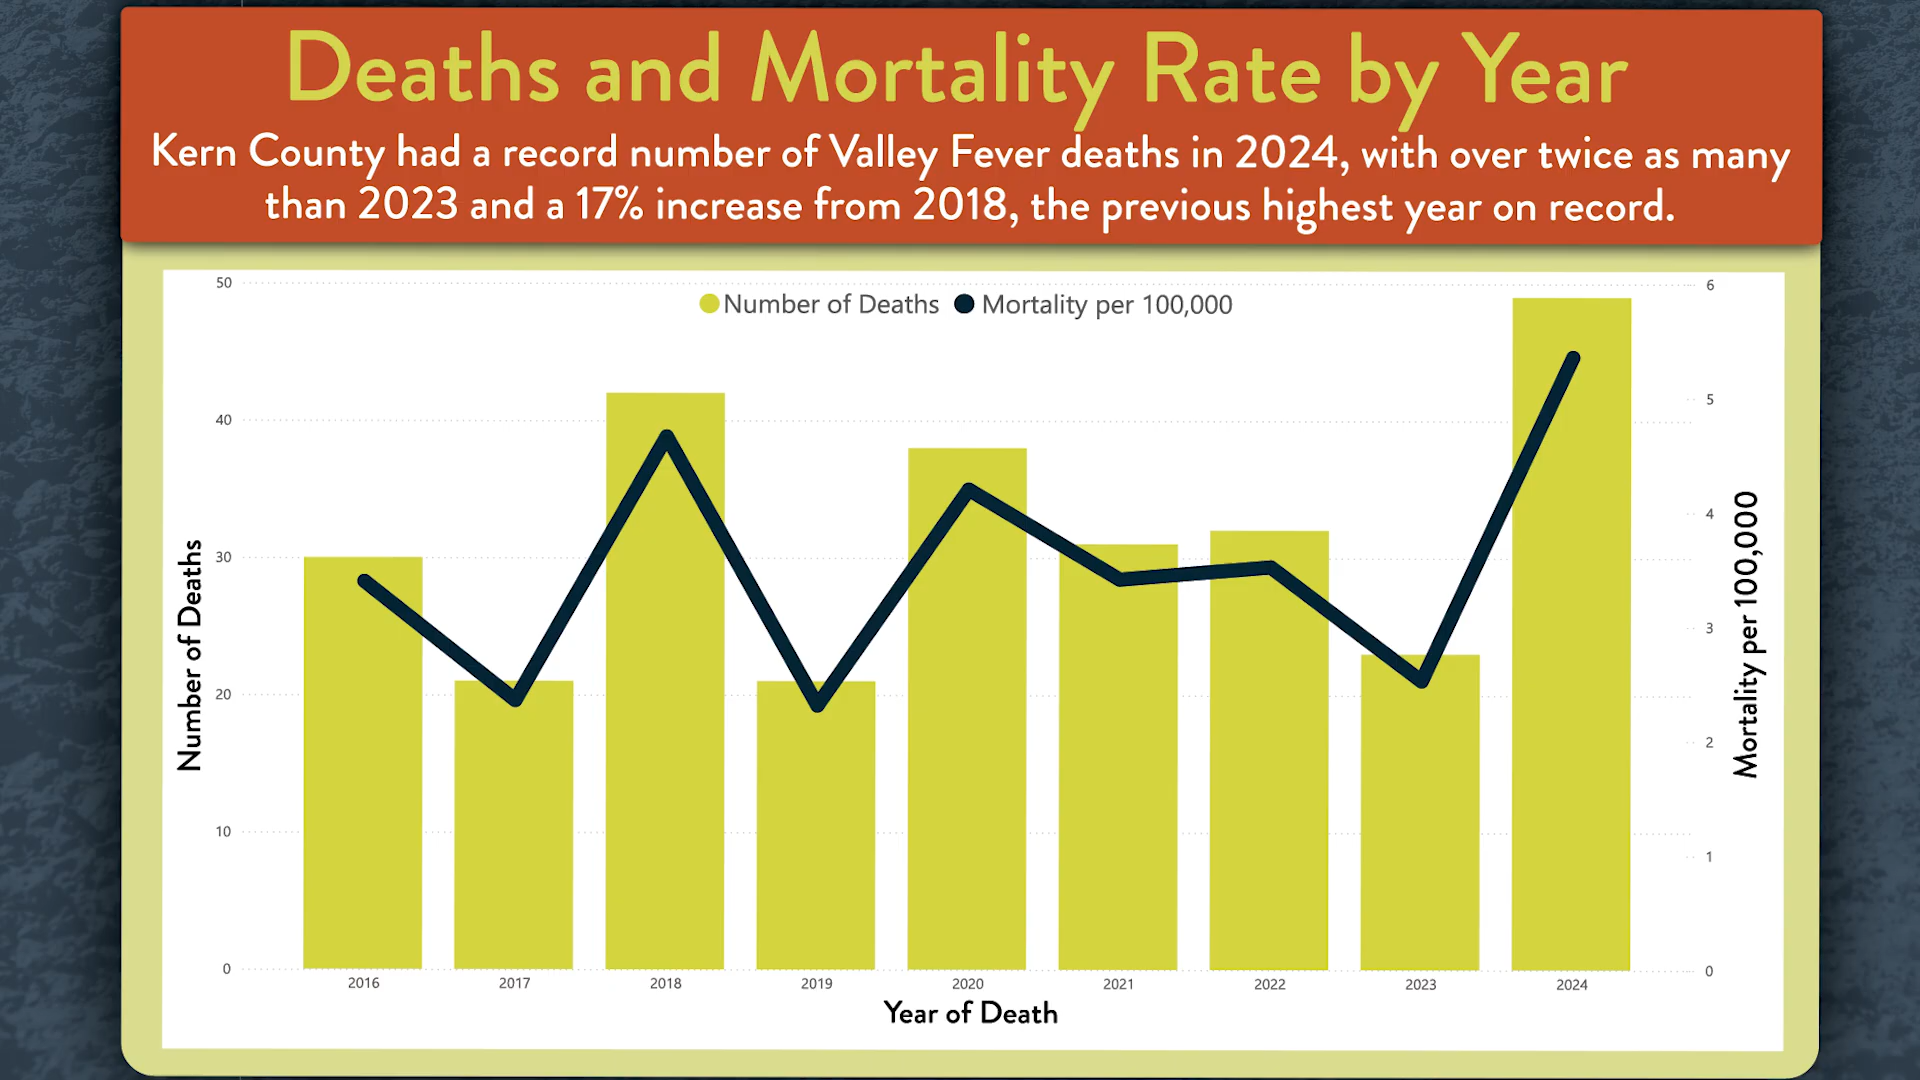 Deaths and Mortality Rate by Year
Kern County had a record number of Valley Fever deaths in 2024, with over twice as many
than 2023 and a 17% increase from 2018, the previous highest year on record.
Number of Deaths
Mortality per 100,000
50
40
30
20
10
0
Number of Deaths
6
5
4
3
2
1
0
Mortality per 100,000
2016
2017
2018
2019
2020
2021
2022
2023
2024
Year of Death